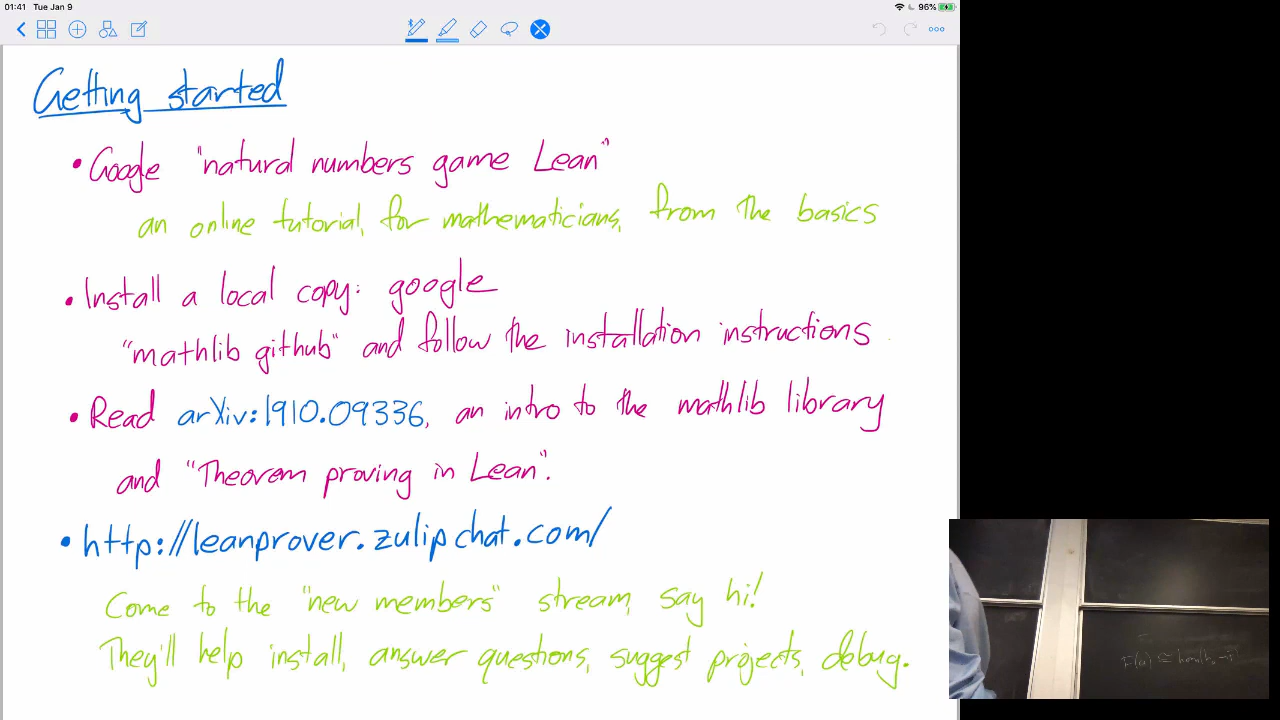 01:41 Tue Jan 9
96%
Getting started
• Google "natural numbers game Lean"
an online tutorial, for mathematicians, from the basics
• Install a local copy: google
"mathlib github" and follow the installation instructions
• Read arXiv:1910.09336, an intro to the mathlib library
and "Theorem proving in Lean".
• http://leanprover.zulipchat.com/
Come to the "new members" stream, say hi!
They'll help install, answer questions, suggest projects, debug.